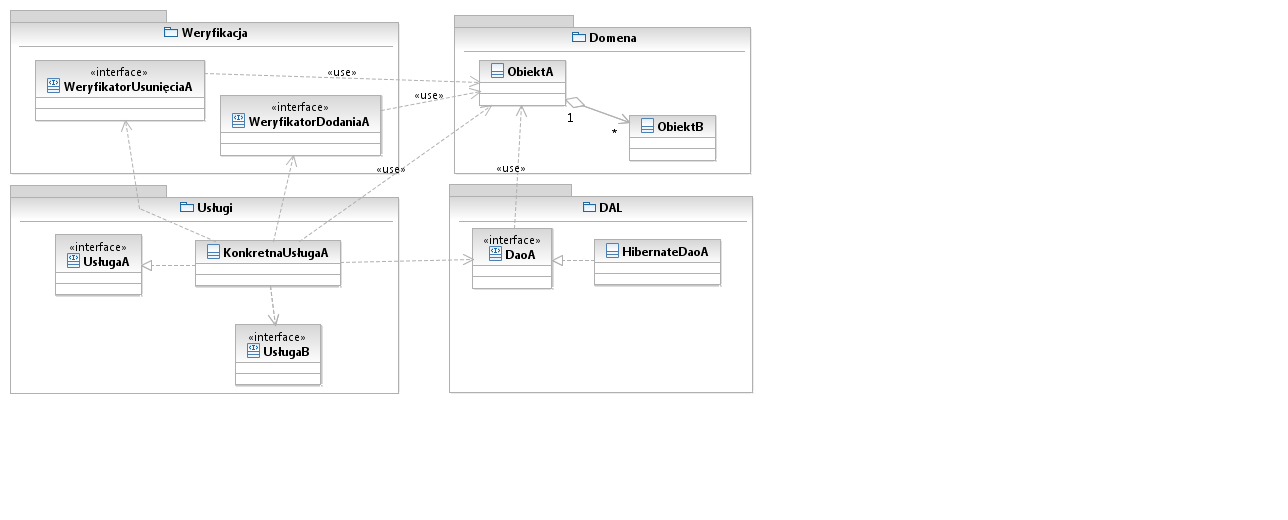 Weryfikacja
«interface»
WeryfikatorUsunięciaA
«interface»
WeryfikatorDodaniaA
«use»
«use»
«use»
Domena
ObiektA
1
*
ObiektB
«use»
Usługi
«interface»
UsługaA
KonkretnaUsługaA
«interface»
UsługaB
DAL
«interface»
DaoA
HibernateDaoA